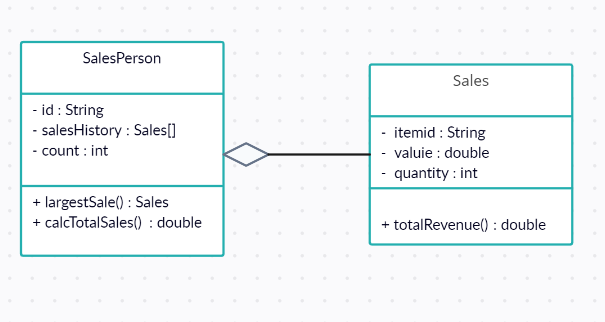 SalesPerson
- id : String
- salesHistory : Sales[]
- count : int
+ largestSale() : Sales
+ calcTotalSales() : double
Sales
- itemid : String
- valuie : double
- quantity : int
+ totalRevenue() : double